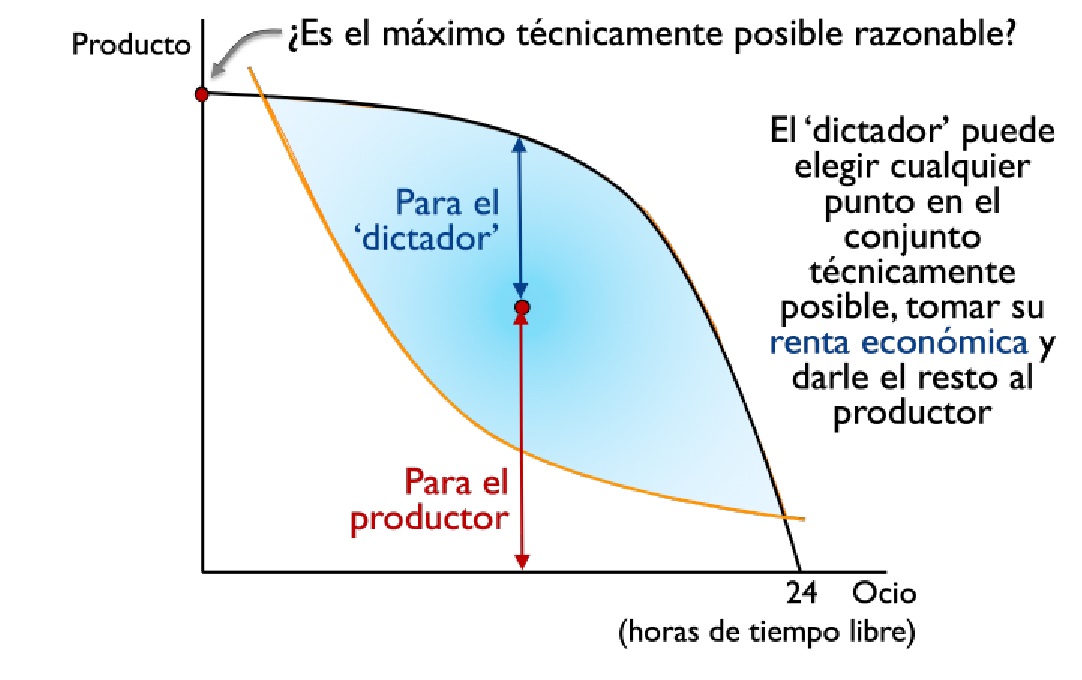 Producto
¿Es el máximo técnicamente posible razonable?
El ‘dictador’ puede
elegir cualquier
punto en el
conjunto
técnicamente
posible, tomar su
renta económica y
darle el resto al
productor
Para el
‘dictador’
Para el
productor
24 Ocio
(horas de tiempo libre)